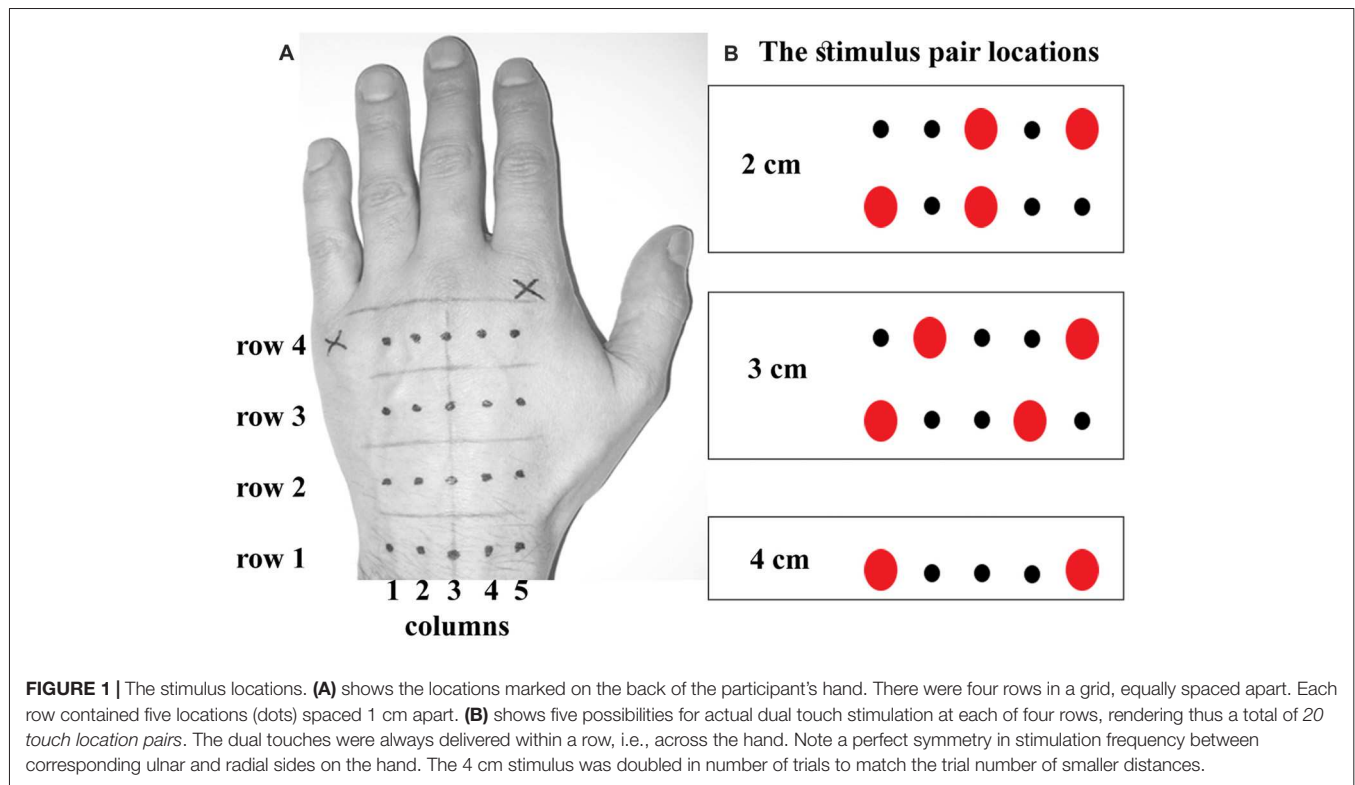 A
B The stimulus pair locations
2 cm
3 cm
4 cm
row 4
row 3
row 2
row 1
1 2 3 4 5
columns
FIGURE 1 | The stimulus locations. (A) shows the locations marked on the back of the participant's hand. There were four rows in a grid, equally spaced apart. Each
row contained five locations (dots) spaced 1 cm apart. (B) shows five possibilities for actual dual touch stimulation at each of four rows, rendering thus a total of 20
touch location pairs. The dual touches were always delivered within a row, i.e., across the hand. Note a perfect symmetry in stimulation frequency between
corresponding ulnar and radial sides on the hand. The 4 cm stimulus was doubled in number of trials to match the trial number of smaller distances.